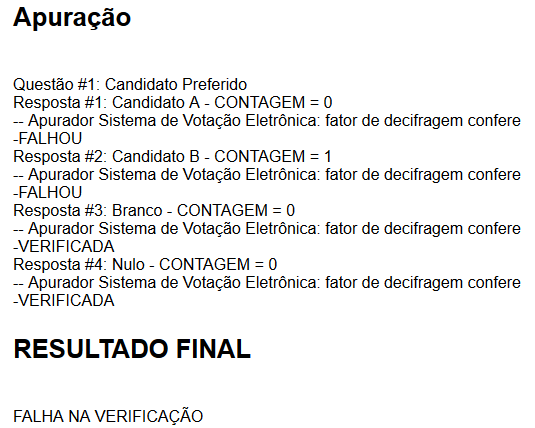 Apuração
Questão #1: Candidato Preferido
Resposta #1: Candidato A - CONTAGEM = 0
-- Apurador Sistema de Votação Eletrônica: fator de decifragem confere
-FALHOU
Resposta #2: Candidato B - CONTAGEM = 1
-- Apurador Sistema de Votação Eletrônica: fator de decifragem confere
-FALHOU
Resposta #3: Branco - CONTAGEM = 0
-- Apurador Sistema de Votação Eletrônica: fator de decifragem confere
-VERIFICADA
Resposta #4: Nulo - CONTAGEM = 0
-- Apurador Sistema de Votação Eletrônica: fator de decifragem confere
-VERIFICADA
RESULTADO FINAL
FALHA NA VERIFICAÇÃO